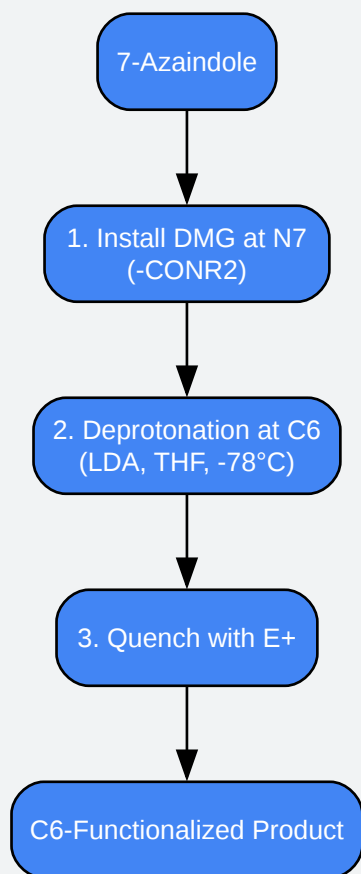 7-Azaindole
1. Install DMG at N7
(-CONR2)
2. Deprotonation at C6
(LDA, THF, -78°C)
3. Quench with E+
C6-Functionalized Product